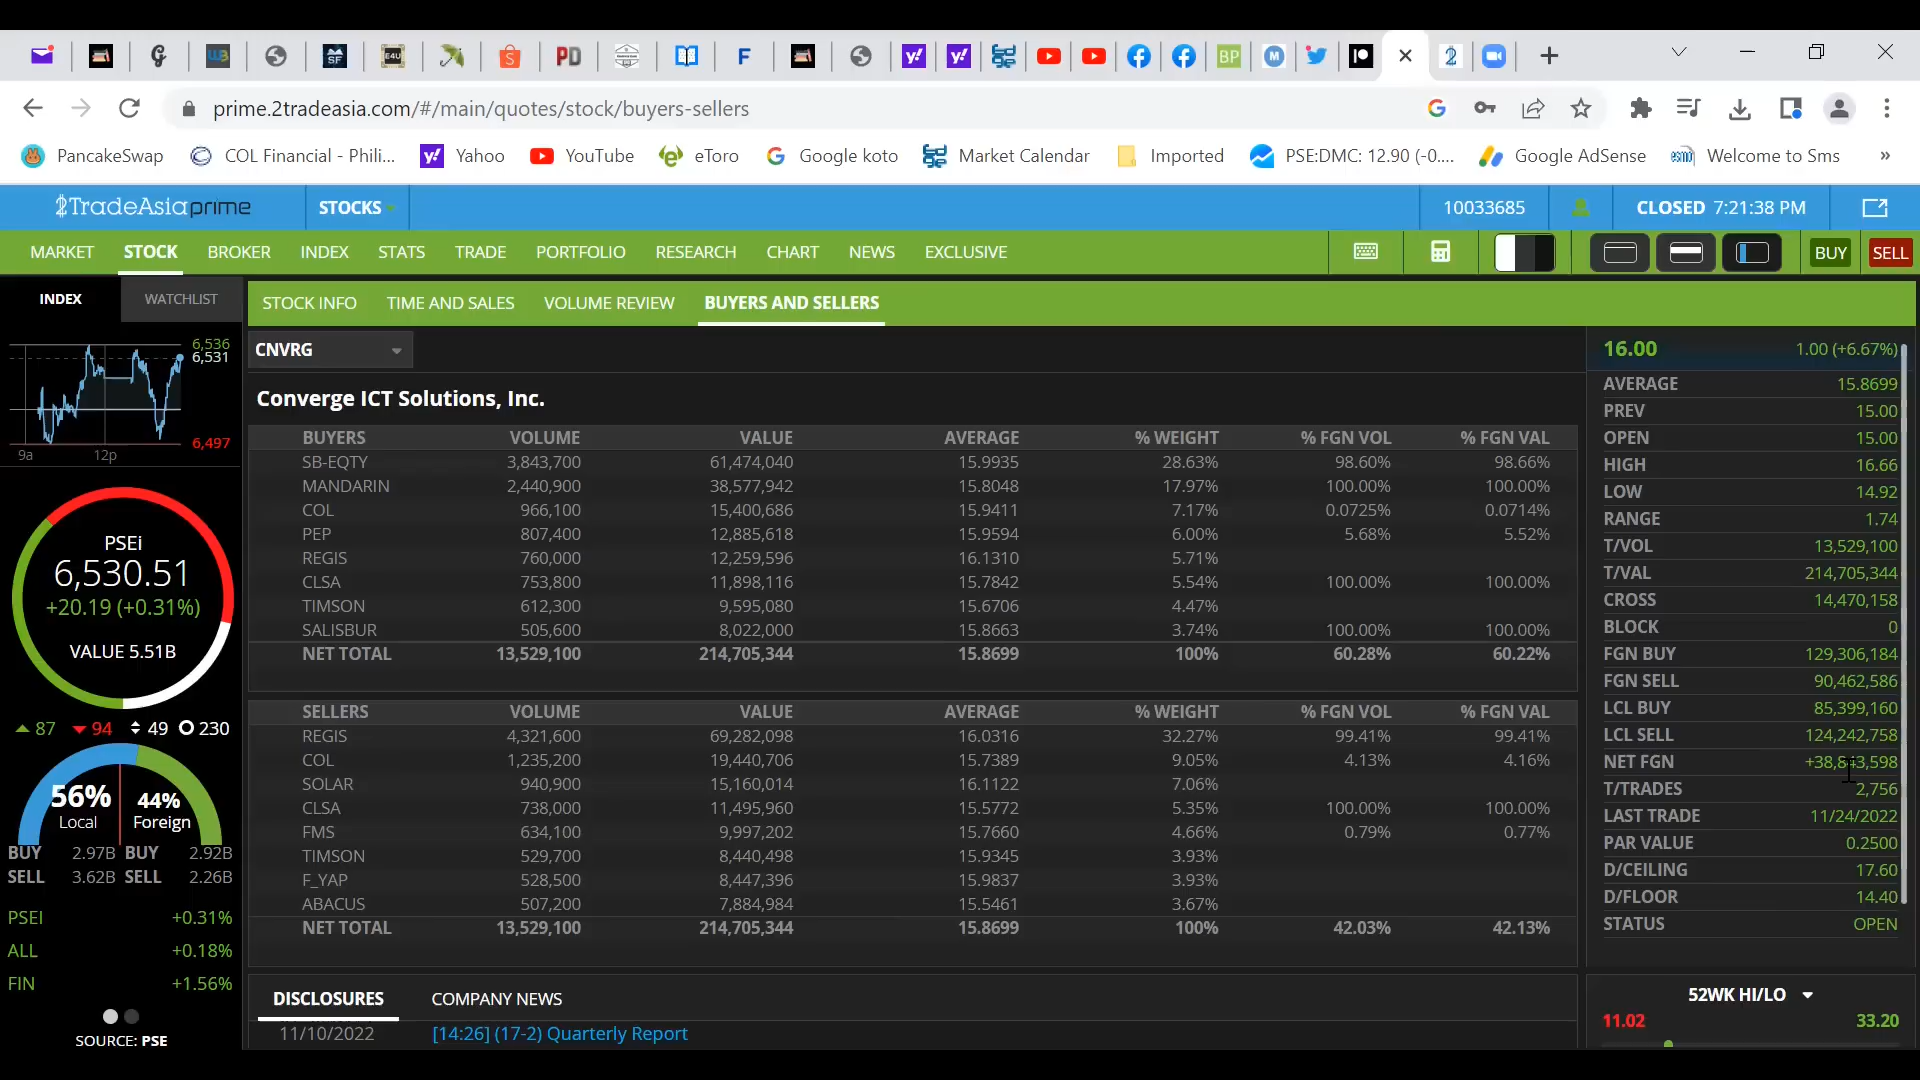 prime.2tradeasia.com/#/main/quotes/stock/buyers-sellers
PancakeSwap COL Financial - Phili... Yahoo YouTube eToro Google koto Market Calendar Imported PSE:DMC: 12.90 (-0.... Google AdSense Welcome to Sms »
2TradeAsiaprime STOCKS 10033685 CLOSED 7:21:38 PM
MARKET STOCK BROKER INDEX STATS TRADE PORTFOLIO RESEARCH CHART NEWS EXCLUSIVE BUY SELL
INDEX WATCHLIST
STOCK INFO TIME AND SALES VOLUME REVIEW BUYERS AND SELLERS
6,536
6,531
6,497
9a 12p
PSEi
6,530.51
+20.19 (+0.31%)
VALUE 5.51B
87 94 49 230
56% Local 44% Foreign
BUY 2.97B BUY 2.92B
SELL 3.62B SELL 2.26B
PSEI +0.31%
ALL +0.18%
FIN +1.56%
SOURCE: PSE
CNVRG
Converge ICT Solutions, Inc.
BUYERS VOLUME VALUE AVERAGE % WEIGHT % FGN VOL % FGN VAL
SB-EQTY 3,843,700 61,474,040 15.9935 28.63% 98.60% 98.66%
MANDARIN 2,440,900 38,577,942 15.8048 17.97% 100.00% 100.00%
COL 966,100 15,400,686 15.9411 7.17% 0.0725% 0.0714%
PEP 807,400 12,885,618 15.9594 6.00% 5.68% 5.52%
REGIS 760,000 12,259,596 16.1310 5.71%
CLSA 753,800 11,898,116 15.7842 5.54% 100.00% 100.00%
TIMSON 612,300 9,595,080 15.6706 4.47%
SALISBUR 505,600 8,022,000 15.8663 3.74% 100.00% 100.00%
NET TOTAL 13,529,100 214,705,344 15.8699 100% 60.28% 60.22%
SELLERS VOLUME VALUE AVERAGE % WEIGHT % FGN VOL % FGN VAL
REGIS 4,321,600 69,282,098 16.0316 32.27% 99.41% 99.41%
COL 1,235,200 19,440,706 15.7389 9.05% 4.13% 4.16%
SOLAR 940,900 15,160,014 16.1122 7.06%
CLSA 738,000 11,495,960 15.5772 5.35% 100.00% 100.00%
FMS 634,100 9,997,202 15.7660 4.66% 0.79% 0.77%
TIMSON 529,700 8,440,498 15.9345 3.93%
F_YAP 528,500 8,447,396 15.9837 3.93%
ABACUS 507,200 7,884,984 15.5461 3.67%
NET TOTAL 13,529,100 214,705,344 15.8699 100% 42.03% 42.13%
DISCLOSURES COMPANY NEWS
11/10/2022 [14:26] (17-2) Quarterly Report
16.00 1.00 (+6.67%)
AVERAGE 15.8699
PREV 15.00
OPEN 15.00
HIGH 16.66
LOW 14.92
RANGE 1.74
T/VOL 13,529,100
T/VAL 214,705,344
CROSS 14,470,158
BLOCK 0
FGN BUY 129,306,184
FGN SELL 90,462,586
LCL BUY 85,399,160
LCL SELL 124,242,758
NET FGN
T/TRADES 2,756
LAST TRADE 11/24/2022
PAR VALUE 0.2500
D/CEILING 17.60
D/FLOOR 14.40
STATUS OPEN
52WK HI/LO
11.02 33.20